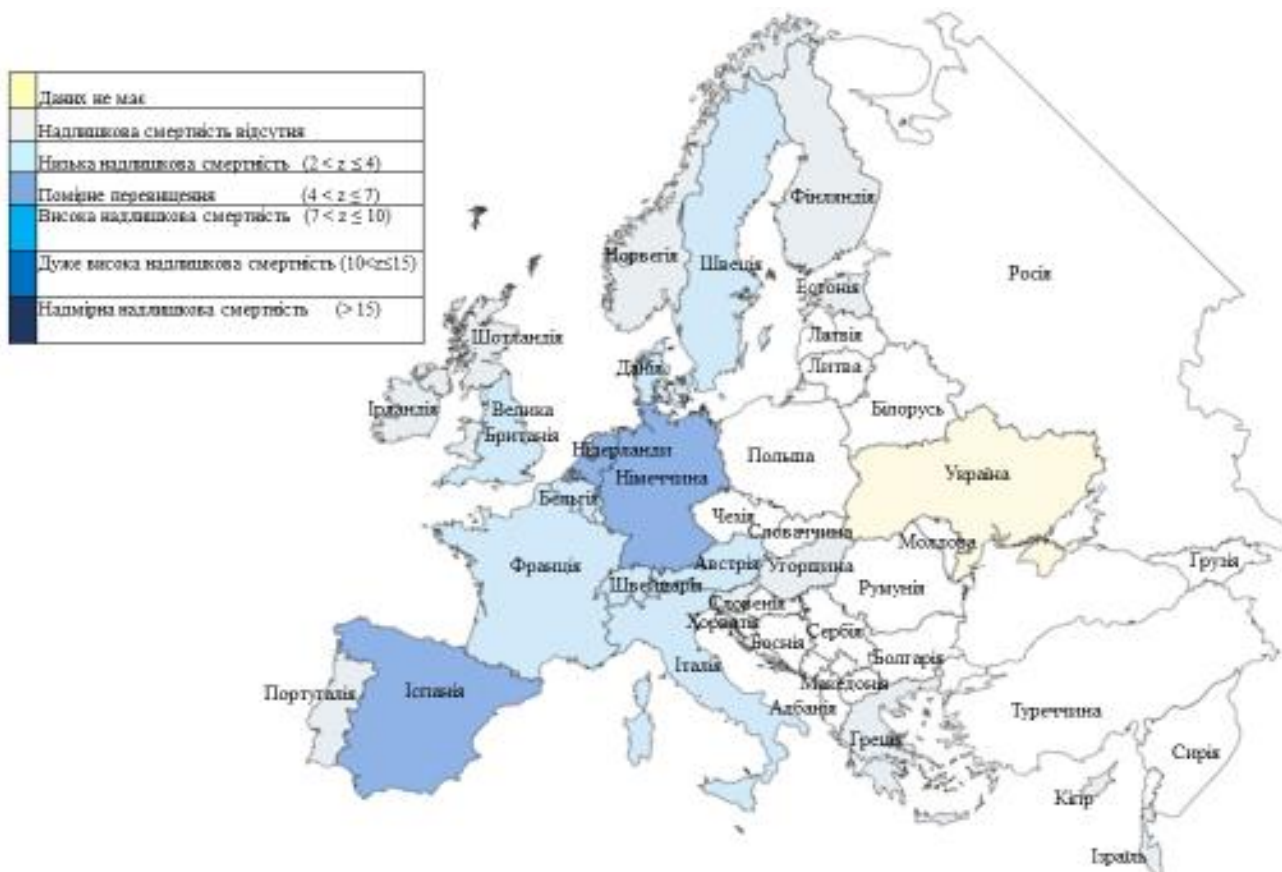 Даних не має
Надлишкова смертність відсутня
Низька надлишкова смертність (2 < z ≤ 4)
Помірне перевищення (4 < z ≤ 7)
Висока надлишкова смертність (7 < z ≤ 10)
Дуже висока надлишкова смертність (10<z≤15)
Надмірна надлишкова смертність (> 15)
Фінляндія
Норвегія
Швеція
Росія
Естонія
Шотландія
Латвія
Данія
Литва
Ірландія
Велика
Британія
Білорусь
Нідерланди
Польша
Німеччина
Україна
Бельгія
Чехія
Словаччина
Молдова
Франція
Австрія
Угорщина
Грузія
Швейцарія
Румунія
Словенія
Хорватія
Сербія
Боснія
Італія
Болгарія
Португалія
Іспанія
Македонія
Албанія
Туреччина
Греція
Сирія
Кіпр
Ізраїль